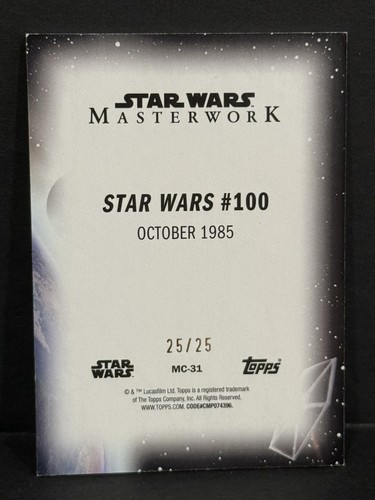 STAR WARS™
MASTERWORK
STAR WARS #100
OCTOBER 1985
25/25
STAR WARS
MC-31
Topps
© & ™ Lucasfilm Ltd. Topps is a registered trademark
of The Topps Company, Inc. All Rights Reserved.
WWW.TOPPS.COM. CODE#CMP074396.